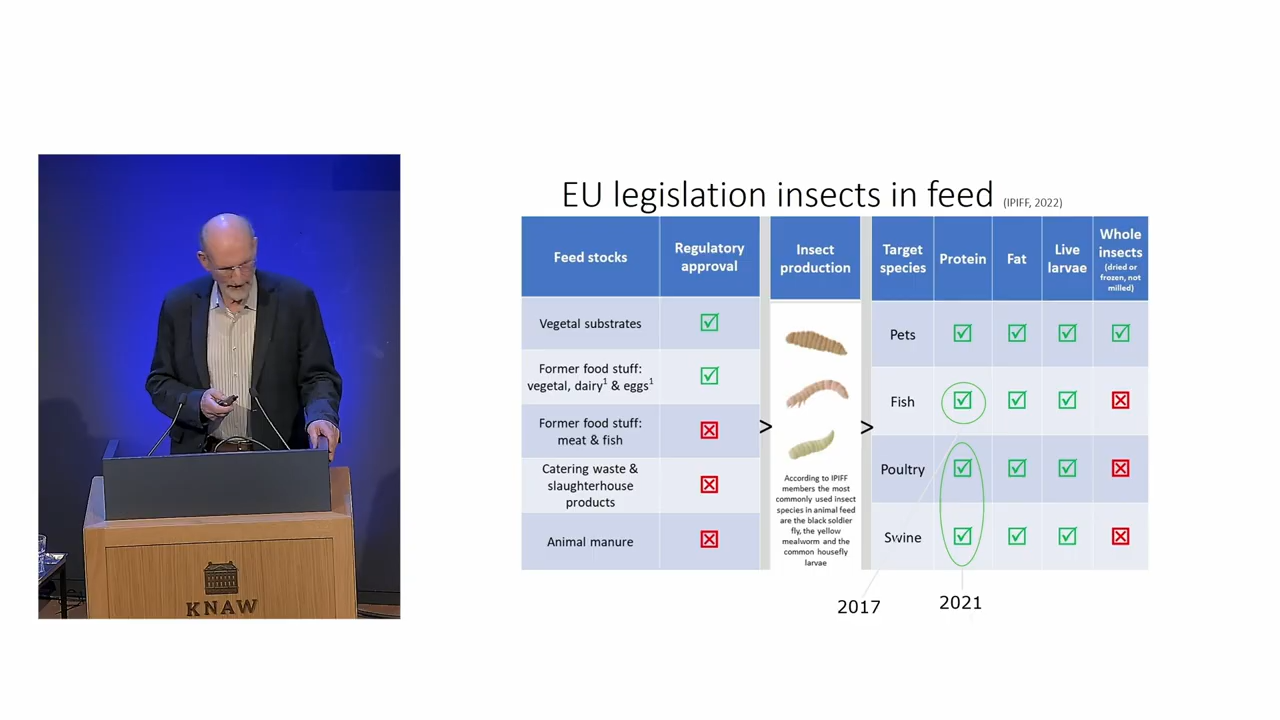 EU legislation insects in feed (IPIFF, 2022)
Feed stocks
Regulatory
approval
Vegetal substrates
Former food stuff:
vegetal, dairy¹ & eggs¹
Former food stuff:
meat & fish
Catering waste &
slaughterhouse
products
Animal manure
>
Insect
production
According to IPIFF
members the most
commonly used insect
species in animal feed
are the black soldier
fly, the yellow
mealworm and the
common housefly
larvae
>
Target
species
Protein
Fat
Live
larvae
Whole
insects
(dried or
frozen, not
milled)
Pets
Fish
Poultry
Swine
2017
2021
KNAW